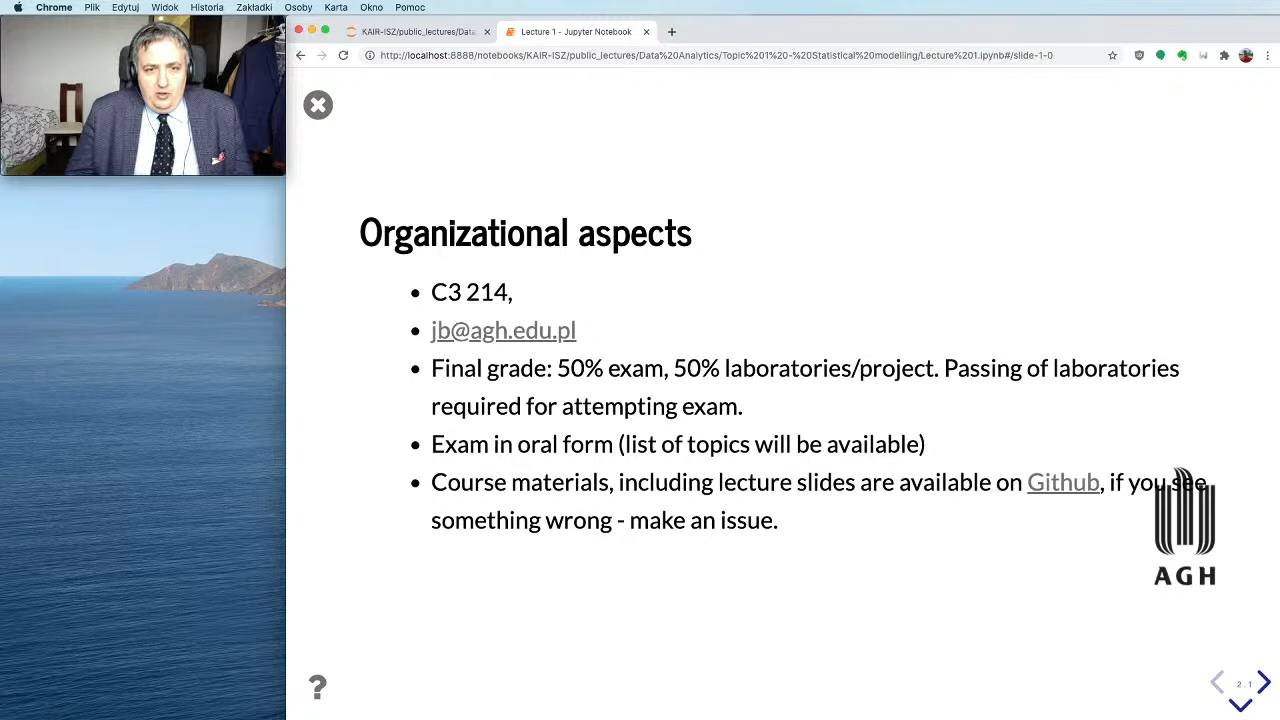 Chrome Plik Edytuj Widok Historia Zakładki Osoby Karta Okno Pomoc
KAIR-ISZ/public_lectures/Data
Lecture 1 - Jupyter Notebook
http://localhost:8888/notebooks/KAIR-ISZ/public_lectures/Data%20Analytics/Topic%201%20-%20Statistical%20modelling/Lecture%201.ipynb#/slide-1-0
Organizational aspects
• C3 214,
• jb@agh.edu.pl
• Final grade: 50% exam, 50% laboratories/project. Passing of laboratories
required for attempting exam.
• Exam in oral form (list of topics will be available)
• Course materials, including lecture slides are available on Github, if you see
something wrong - make an issue.
AGH
?
2.1